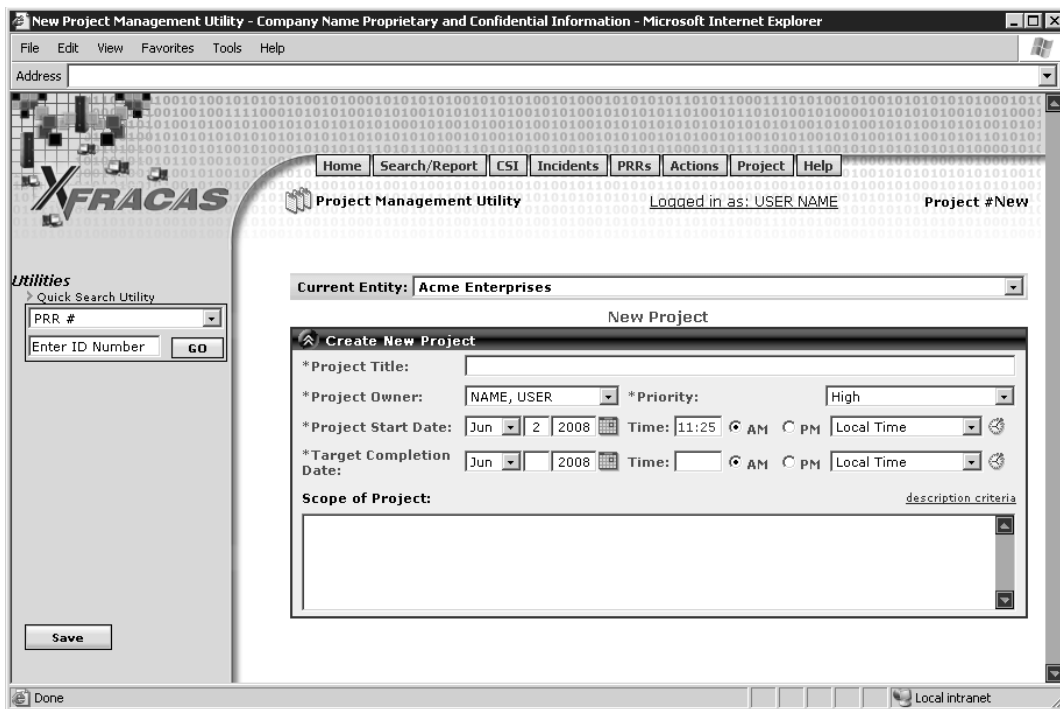 New Project Management Utility - Company Name Proprietary and Confidential Information - Microsoft Internet Explorer
File Edit View Favorites Tools Help
Address
XFRACAS
Home Search/Report CSI Incidents PRRs Actions Project Help
Project Management Utility Logged in as: USER NAME Project #New
Utilities
Quick Search Utility
PRR #
Enter ID Number GO
Current Entity: Acme Enterprises
New Project
Create New Project
*Project Title:
*Project Owner: NAME, USER *Priority: High
*Project Start Date: Jun 2 2008 Time: 11:25 AM PM Local Time
*Target Completion
Date: Jun 2008 Time: AM PM Local Time
Scope of Project: description criteria
Save
Done Local intranet